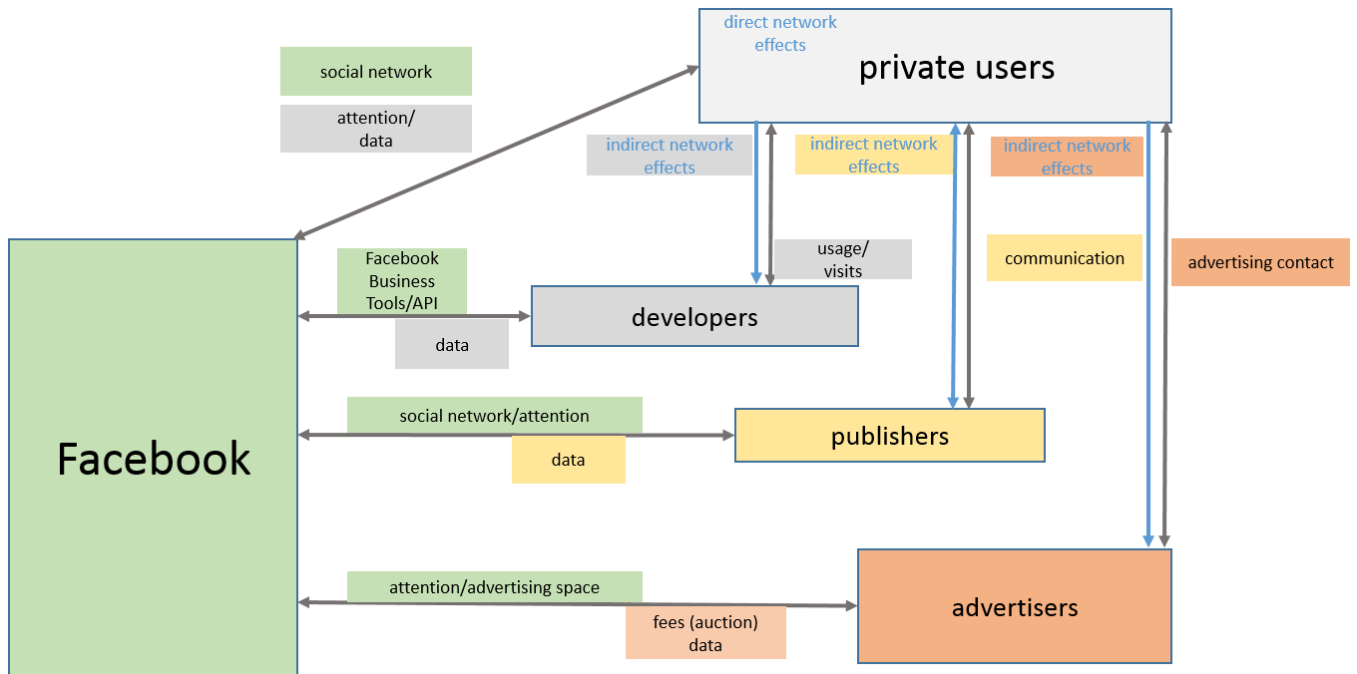 direct network
effects
private users
social network
attention/
data
indirect network
effects
indirect network
effects
indirect network
effects
usage/
visits
communication
advertising contact
Facebook
Business
Tools/API
data
developers
social network/attention
data
publishers
Facebook
attention/advertising space
fees (auction)
data
advertisers